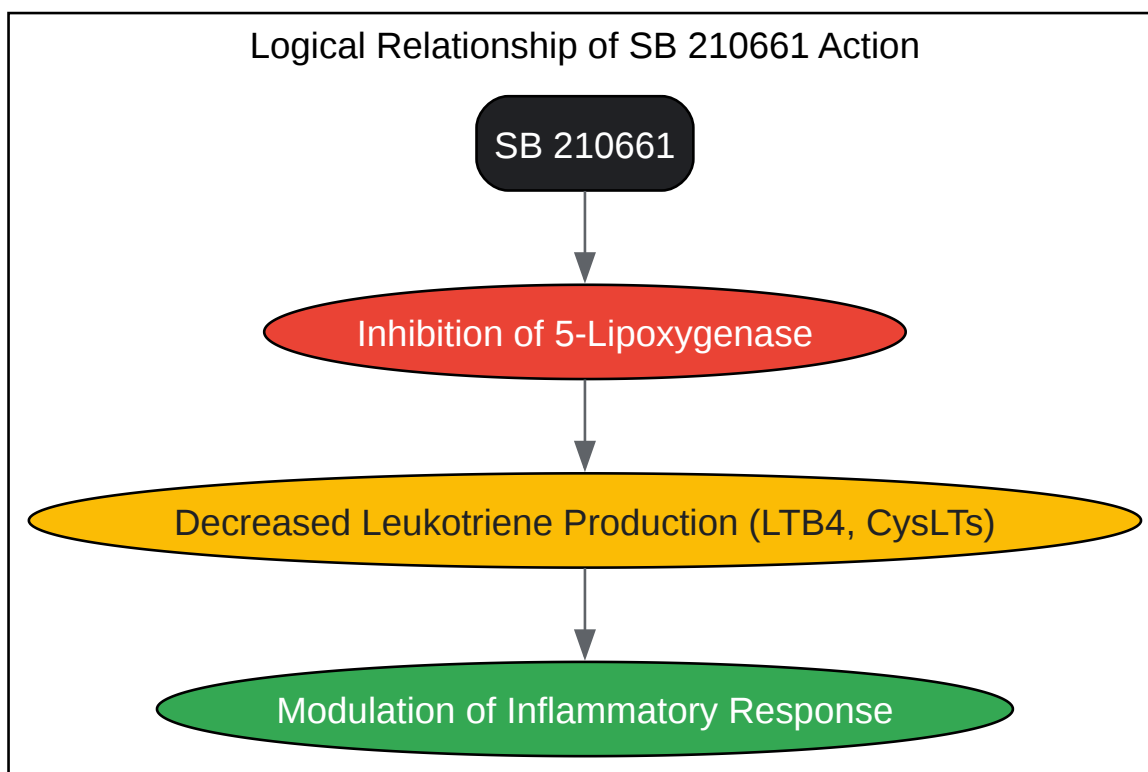 Logical Relationship of SB 210661 Action
SB 210661
Inhibition of 5-Lipoxygenase
Decreased Leukotriene Production (LTB4, CysLTs)
Modulation of Inflammatory Response